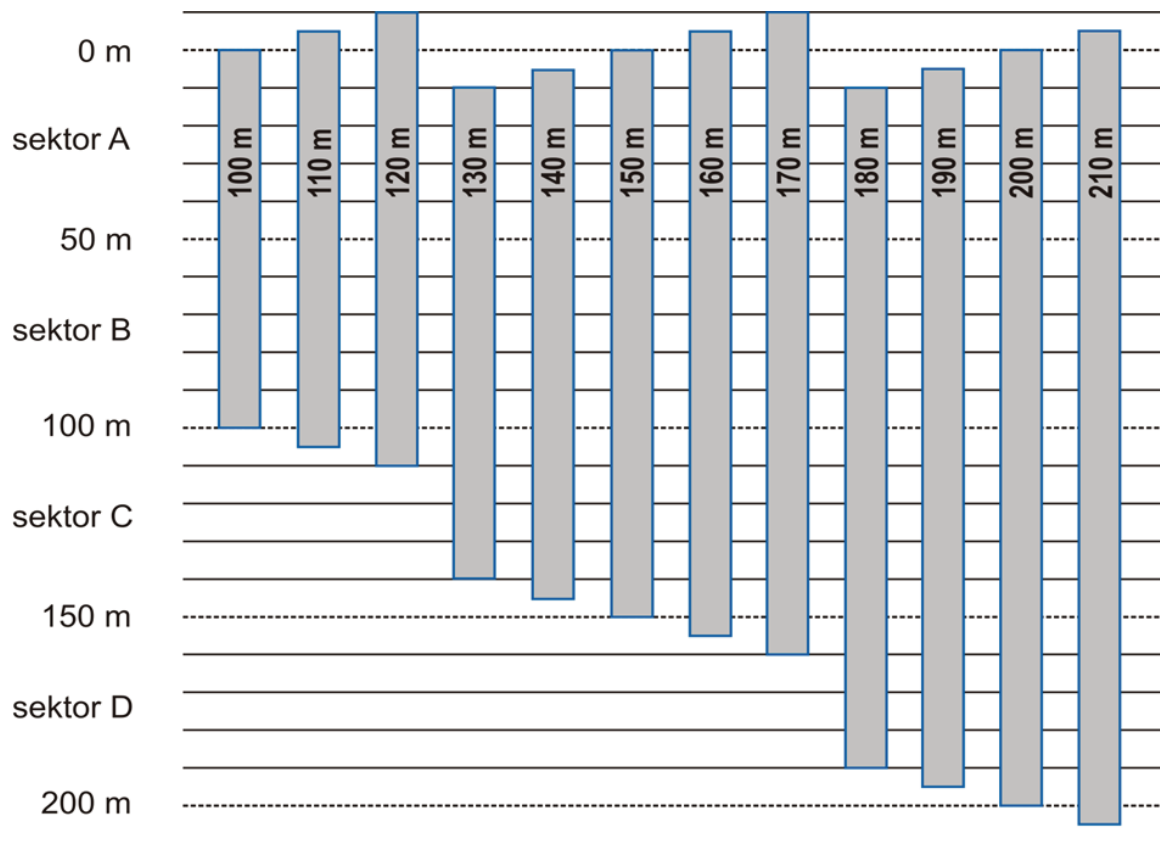 0 m
sektor A
50 m
sektor B
100 m
sektor C
150 m
sektor D
200 m
100 m
110 m
120 m
130 m
140 m
150 m
160 m
170 m
180 m
190 m
200 m
210 m